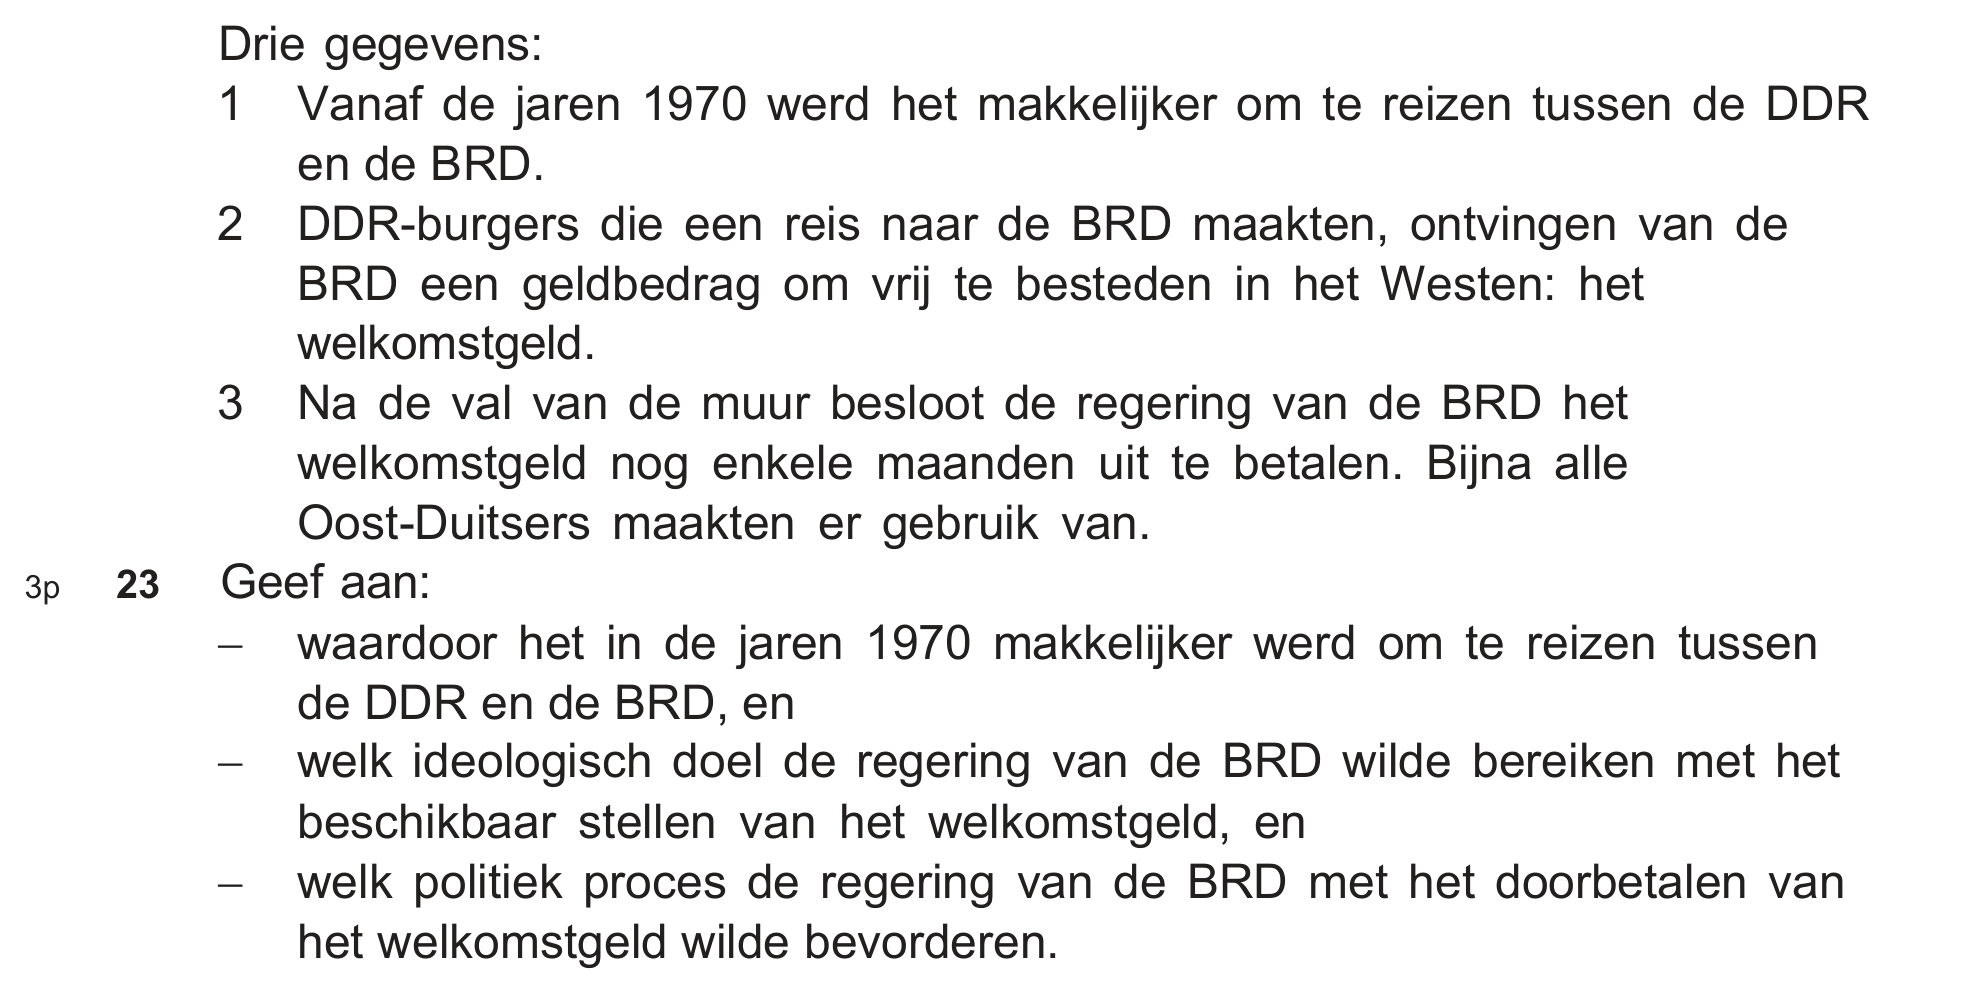 Drie gegevens:
1 Vanaf de jaren 1970 werd het makkelijker om te reizen tussen de DDR
en de BRD.
2 DDR-burgers die een reis naar de BRD maakten, ontvingen van de
BRD een geldbedrag om vrij te besteden in het Westen: het
welkomstgeld.
3 Na de val van de muur besloot de regering van de BRD het
welkomstgeld nog enkele maanden uit te betalen. Bijna alle
Oost-Duitsers maakten er gebruik van.
3p 23 Geef aan:
– waardoor het in de jaren 1970 makkelijker werd om te reizen tussen
de DDR en de BRD, en
– welk ideologisch doel de regering van de BRD wilde bereiken met het
beschikbaar stellen van het welkomstgeld, en
– welk politiek proces de regering van de BRD met het doorbetalen van
het welkomstgeld wilde bevorderen.